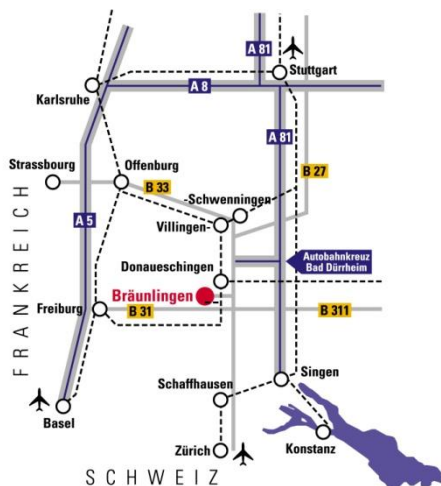 A 81
Stuttgart
Karlsruhe
A 8
A 81
Strassbourg
Offenburg
B 33
B 27
-Schwenningen
Villingen-
A 5
FRANKREICH
Donaueschingen
Autobahnkreuz
Bad Dürrheim
Bräunlingen
Freiburg
B 31
B 311
Schaffhausen
Singen
Basel
Zürich
Konstanz
SCHWEIZ